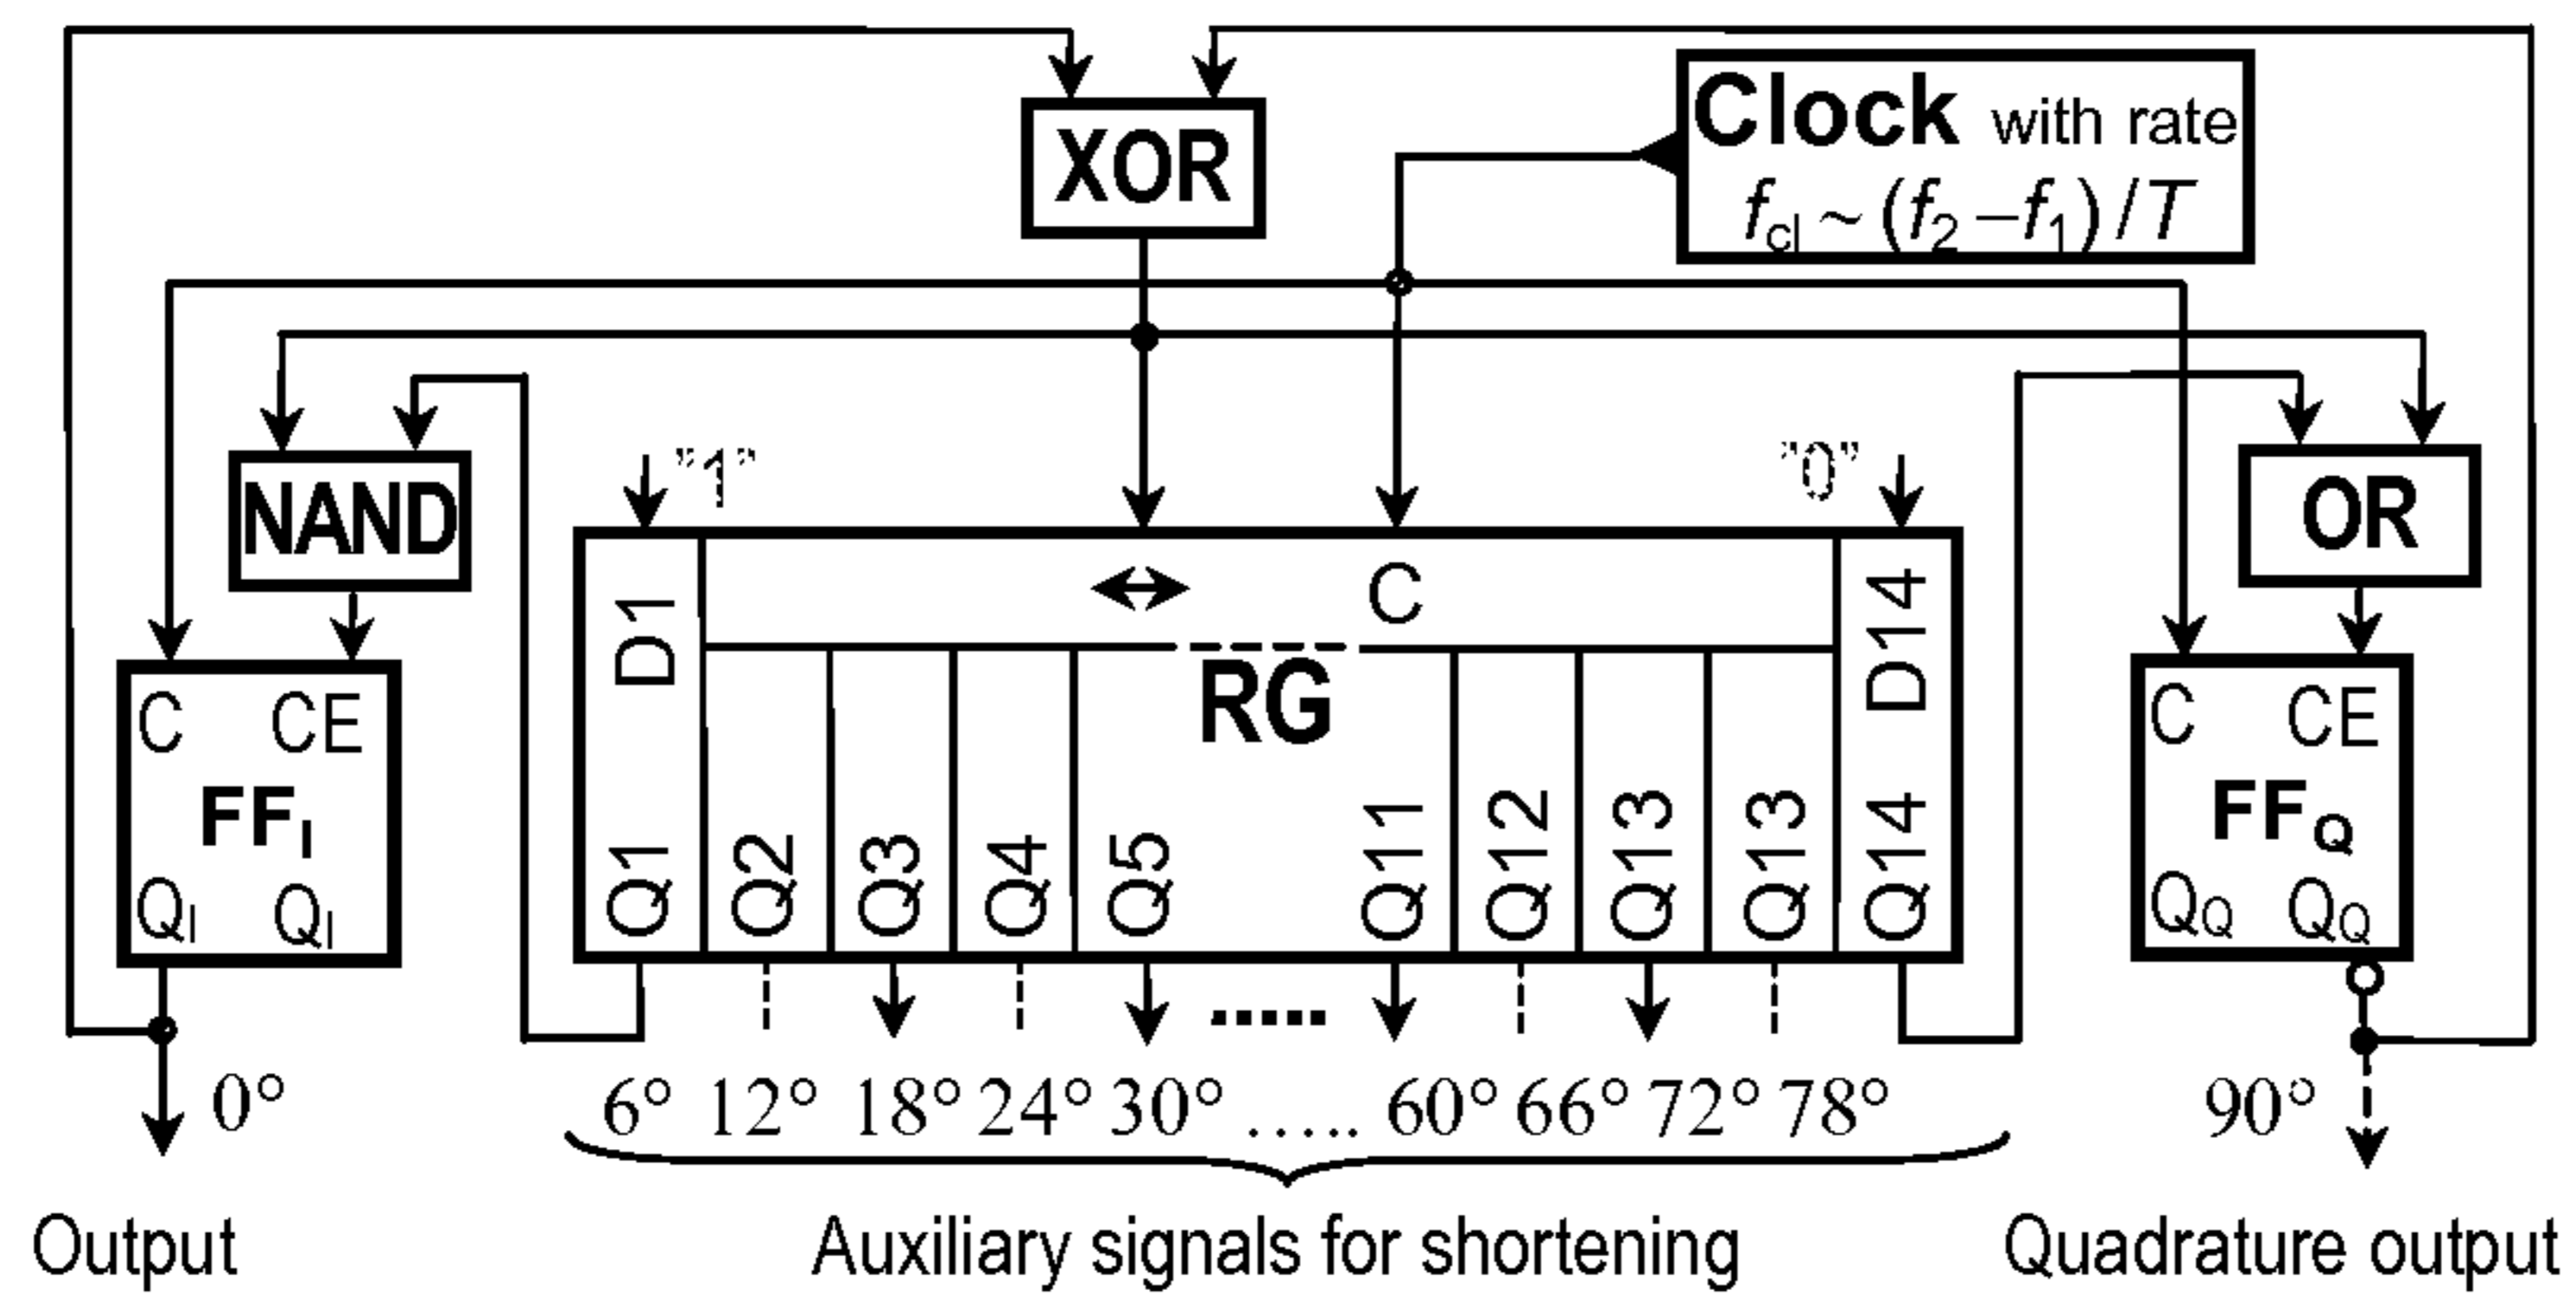 XOR
Clock with rate
f_cl ~ (f_2 – f_1) / T
NAND
"1"
"0"
OR
D1
C
D14
RG
C CE
FF_I
Q_I Q_I
Q1 Q2 Q3 Q4 Q5 Q11 Q12 Q13 Q13 Q14
C CE
FF_Q
Q_Q Q_Q
0° 6° 12° 18° 24° 30° ..... 60° 66° 72° 78° 90°
Output
Auxiliary signals for shortening
Quadrature output